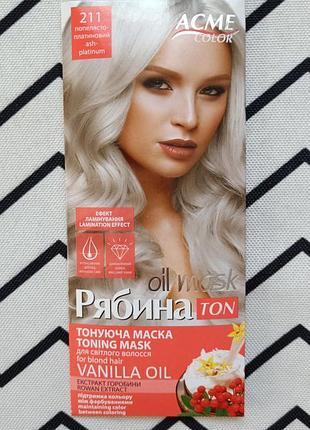 211
попелясто-
платиновий
ash-
platinum
ACME
COLOR
ЕФЕКТ
ЛАМІНУВАННЯ
LAMINATION EFFECT
oil mask
Рябина TON
ТОНУЮЧА МАСКА
TONING MASK
для світлого волосся
for blond hair
VANILLA OIL
ЕКСТРАКТ ГОРОБИНИ
ROWAN EXTRACT
підтримка кольору
між фарбуваннями
maintaining color
between coloring